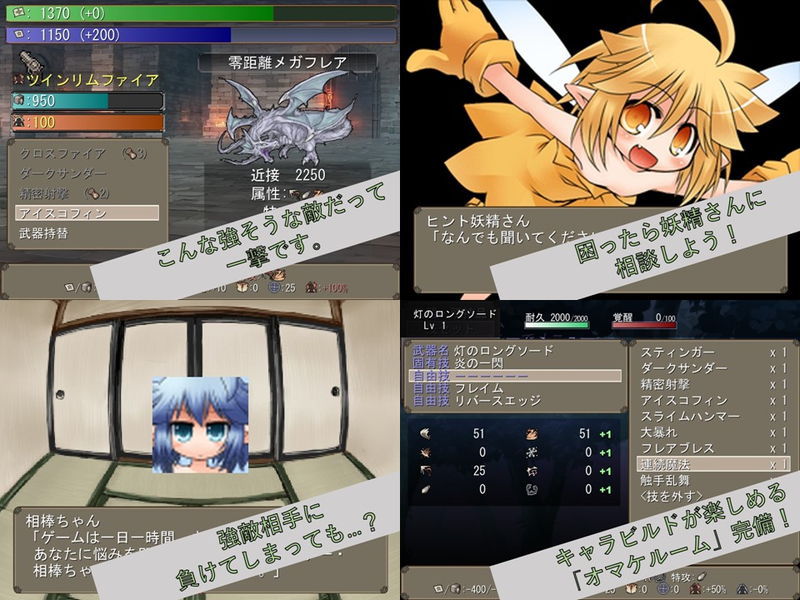 : 1370 (+0)
: 1150 (+200)
ツインリムファイア
:950
:100
クロスファイア (3)
ダークサンダー
精密射撃 (2)
アイスコフィン
武器持替
零距離メガフレア
近接 2250
属性:
こんな強そうな敵だって
一撃です。
:0 :25 :+100%
ヒント妖精さん
「なんでも聞いてくださ
困ったら妖精さんに
相談しよう！
相棒ちゃん
「ゲームは一日一時間
あなたに悩みを
相棒ちゃ
強敵相手に
負けてしまっても…？
灯のロングソード
Lv 1
耐久 2000/2000
覚醒 0/100
武器名 灯のロングソード
固有技 炎の一閃
自由技 ーーーーーー
自由技 フレイム
自由技 リバースエッジ
51 51 +1
0 0 +1
25 0 +1
0 0 +1
スティンガー x 1
ダークサンダー x 1
精密射撃 x 1
アイスコフィン x 1
スライムハンマー x 1
大暴れ x 1
フレアブレス x 1
連続魔法 x 1
触手乱舞
<技を外す>
キャラビルドが楽しめる
「オマケルーム」完備！
特攻:
:-400/- :0 :+50% :-0%